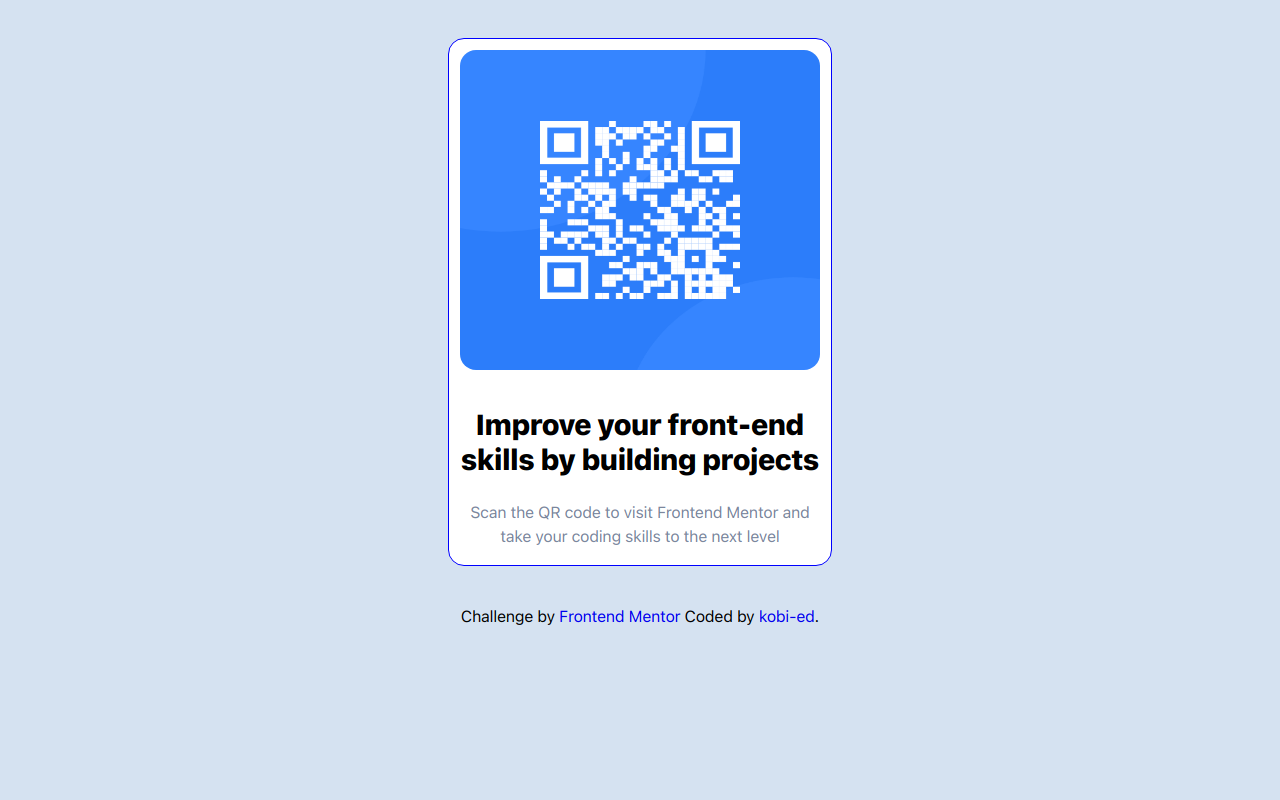 Improve your front-end
skills by building projects
Scan the QR code to visit Frontend Mentor and
take your coding skills to the next level
Challenge by Frontend Mentor Coded by kobi-ed.